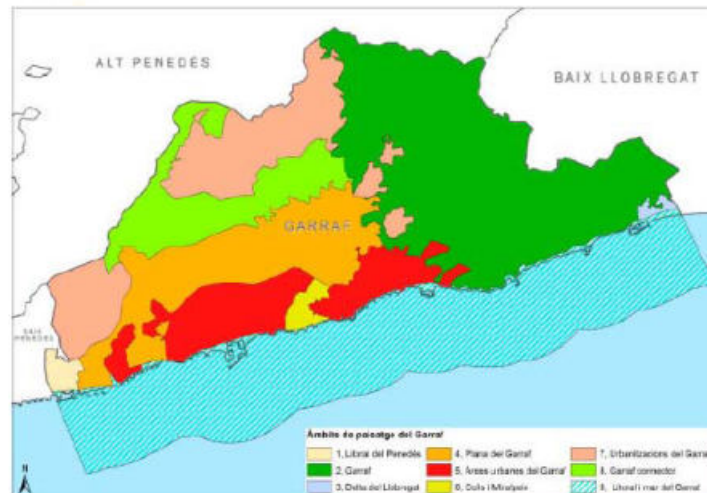 ALT PENEDÈS
BAIX LLOBREGAT
GARRAF
BAIX
PENEDÈS
Àmbits de paisatge del Garraf
1, Litoral del Penedès
2, Garraf
3, Delta del Llobregat
4, Plana del Garraf
5, Àrees urbanes del Garraf
6, Colls i Miralpeix
7, Urbanitzacions del Garraf
8, Garraf connector
9, Litoral i mar del Garraf
N